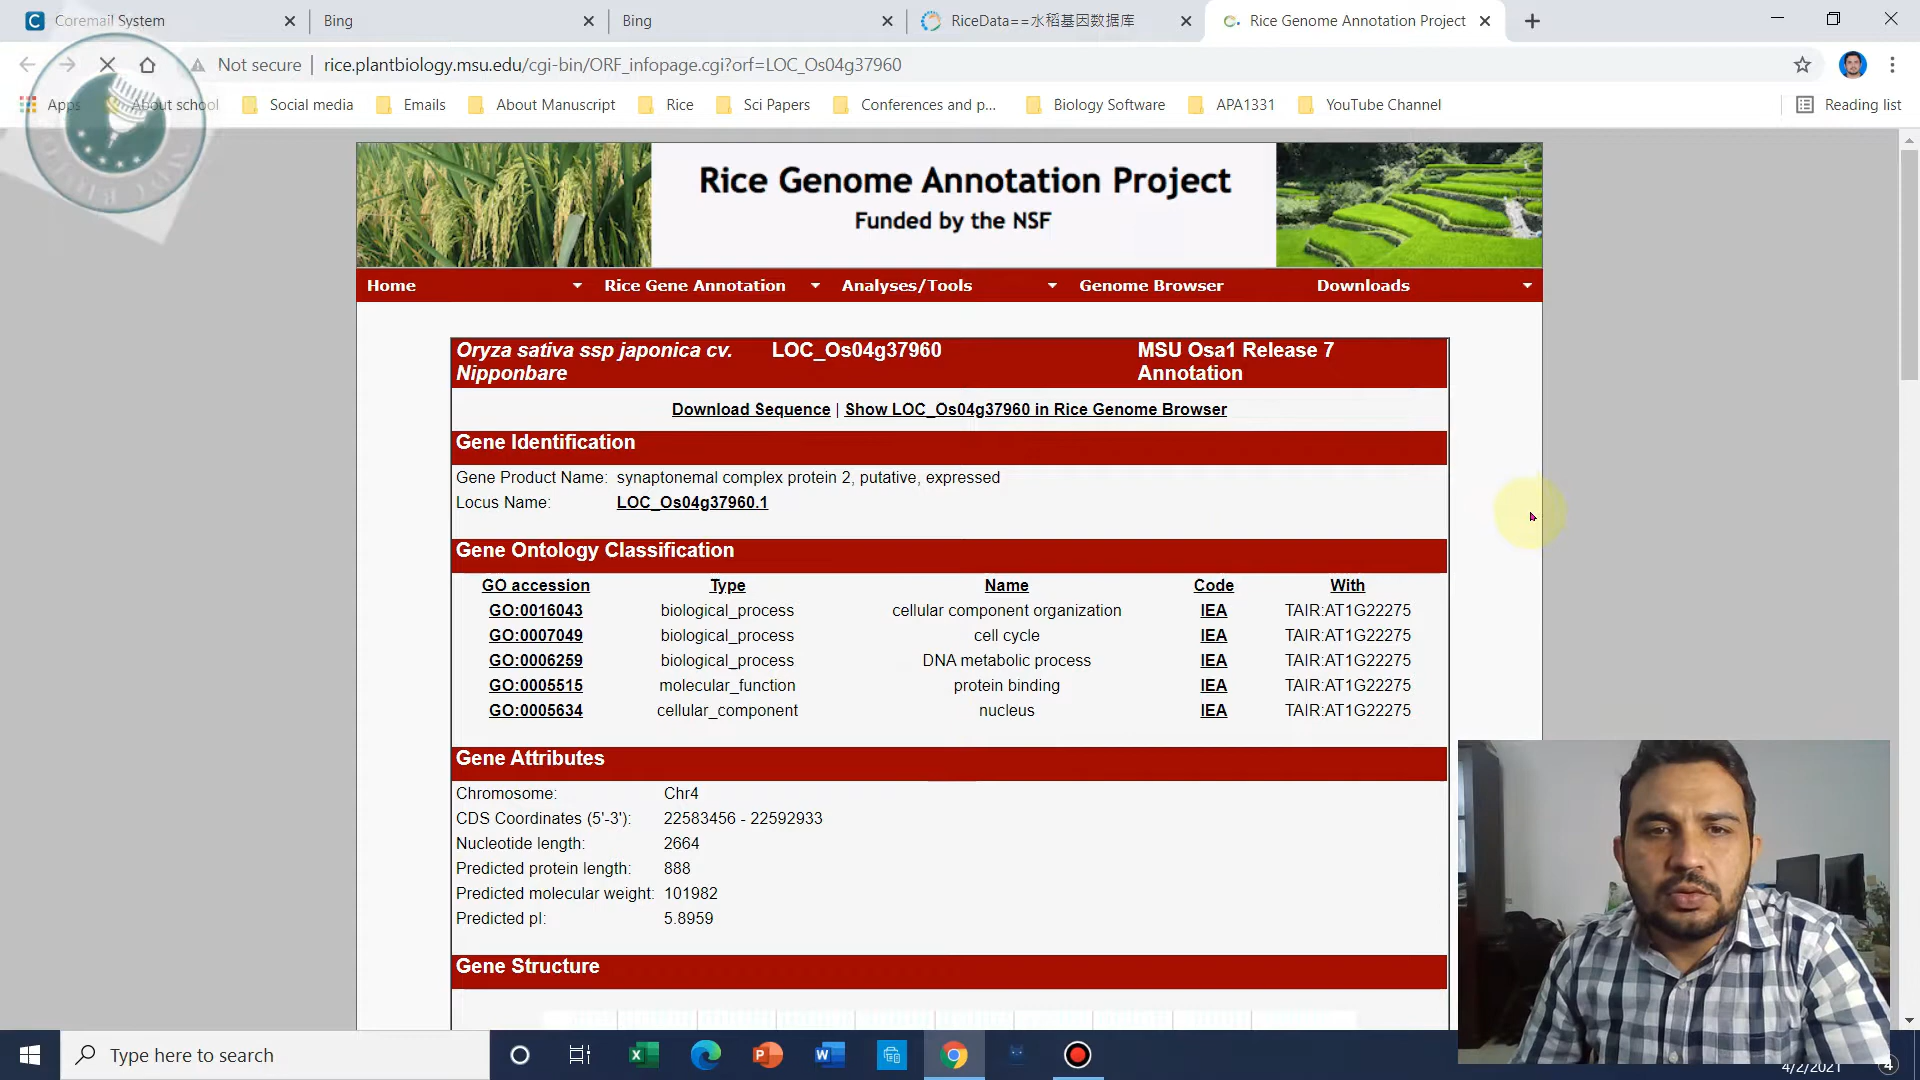 Coremail System
Bing
Bing
RiceData==水稻基因数据库
Rice Genome Annotation Project
Not secure
rice.plantbiology.msu.edu/cgi-bin/ORF_infopage.cgi?orf=LOC_Os04g37960
Apps
About school
Social media
Emails
About Manuscript
Rice
Sci Papers
Conferences and p...
Biology Software
APA1331
YouTube Channel
Reading list
Rice Genome Annotation Project
Funded by the NSF
Home
Rice Gene Annotation
Analyses/Tools
Genome Browser
Downloads
Oryza sativa ssp japonica cv. Nipponbare
LOC_Os04g37960
MSU Osa1 Release 7 Annotation
Download Sequence | Show LOC_Os04g37960 in Rice Genome Browser
Gene Identification
Gene Product Name: synaptonemal complex protein 2, putative, expressed
Locus Name: LOC_Os04g37960.1
Gene Ontology Classification
GO accession Type Name Code With
GO:0016043 biological_process cellular component organization IEA TAIR:AT1G22275
GO:0007049 biological_process cell cycle IEA TAIR:AT1G22275
GO:0006259 biological_process DNA metabolic process IEA TAIR:AT1G22275
GO:0005515 molecular_function protein binding IEA TAIR:AT1G22275
GO:0005634 cellular_component nucleus IEA TAIR:AT1G22275
Gene Attributes
Chromosome: Chr4
CDS Coordinates (5'-3'): 22583456 - 22592933
Nucleotide length: 2664
Predicted protein length: 888
Predicted molecular weight: 101982
Predicted pI: 5.8959
Gene Structure
Type here to search
4/2/2021
4